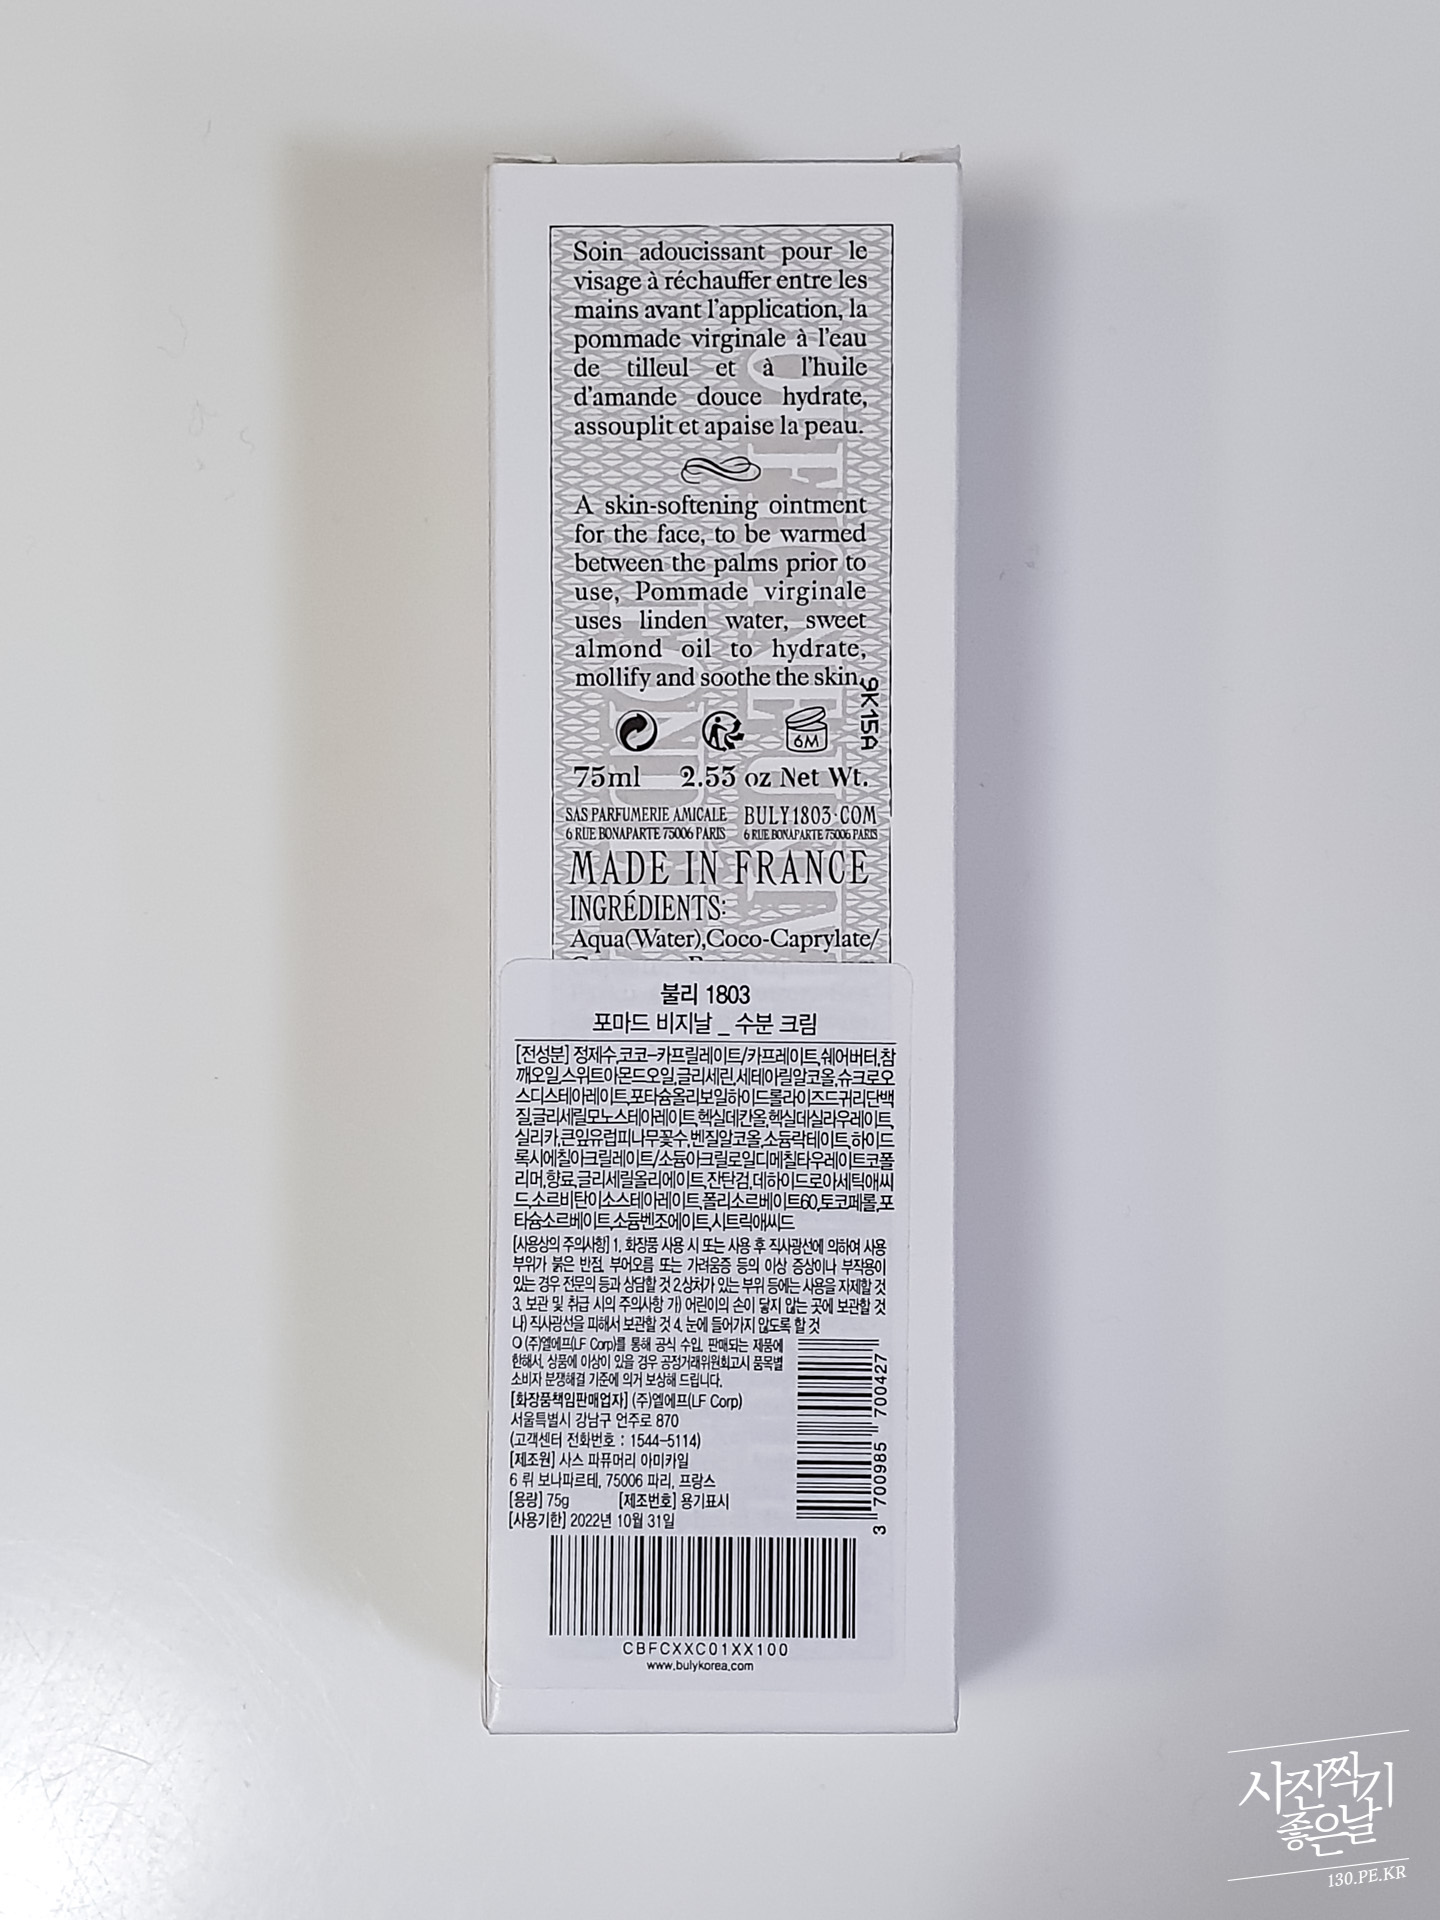 Soin adoucissant pour le
visage à réchauffer entre les
mains avant l'application, la
pommade virginale à l'eau
de tilleul et à l'huile
d'amande douce hydrate,
assouplit et apaise la peau.
A skin-softening ointment
for the face, to be warmed
between the palms prior to
use, Pommade virginale
uses linden water, sweet
almond oil to hydrate,
mollify and soothe the skin.
9K15A
6M
75ml 2.53 oz Net Wt.
SAS PARFUMERIE AMICALE BULY1803·COM
6 RUE BONAPARTE 75006 PARIS 6 RUE BONAPARTE 75006 PARIS
MADE IN FRANCE
INGRÉDIENTS:
Aqua(Water),Coco-Caprylate/
불리 1803
포마드 비지날 _ 수분 크림
[전성분] 정제수,코코-카프릴레이트/카프레이트,쉐어버터,참
깨오일,스위트아몬드오일,글리세린,세테아릴알코올,슈크로오
스디스테아레이트,포타슘올리보일하이드롤라이즈드귀리단백
질,글리세릴모노스테아레이트,헥실데칸올,헥실데실라우레이트,
실리카,큰잎유럽피나무꽃수,벤질알코올,소듐락테이트,하이드
록시에칠아크릴레이트/소듐아크릴로일디메칠타우레이트코폴
리머,향료,글리세릴올리에이트,잔탄검,데하이드로아세틱애씨
드,소르비탄이소스테아레이트,폴리소르베이트60,토코페롤,포
타슘소르베이트,소듐벤조에이트,시트릭애씨드
[사용상의 주의사항] 1. 화장품 사용 시 또는 사용 후 직사광선에 의하여 사용
부위가 붉은 반점, 부어오름 또는 가려움증 등의 이상 증상이나 부작용이
있는 경우 전문의 등과 상담할 것 2.상처가 있는 부위 등에는 사용을 자제할 것
3. 보관 및 취급 시의 주의사항 가) 어린이의 손이 닿지 않는 곳에 보관할 것
나) 직사광선을 피해서 보관할 것 4. 눈에 들어가지 않도록 할 것
O (주)엘에프(LF Corp)를 통해 공식 수입, 판매되는 제품에
한해서, 상품에 이상이 있을 경우 공정거래위원회고시 품목별
소비자 분쟁해결 기준에 의거 보상해 드립니다.
[화장품책임판매업자] (주)엘에프(LF Corp)
서울특별시 강남구 언주로 870
(고객센터 전화번호 : 1544-5114)
[제조원] 사스 파퓨머리 아미카일
6 뤼 보나파르테, 75006 파리, 프랑스
[용량] 75g [제조번호] 용기표시
[사용기한] 2022년 10월 31일
3 700985 700427
CBFCXXC01XX100
www.bulykorea.com
사진찍기
좋은날
130.PE.KR